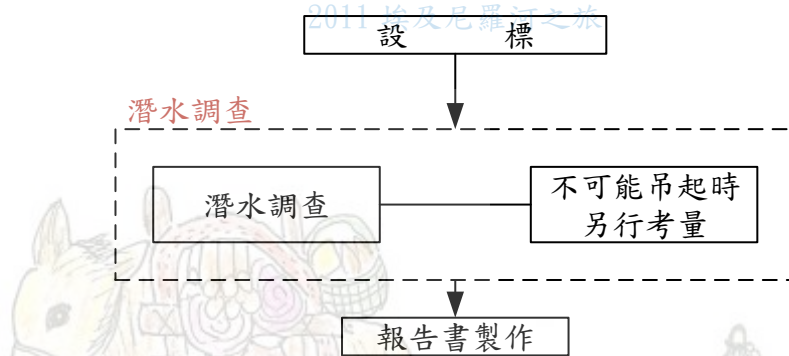 2011 埃及尼羅河之旅
設 標
潛水調查
潛水調查
不可能吊起時
另行考量
報告書製作